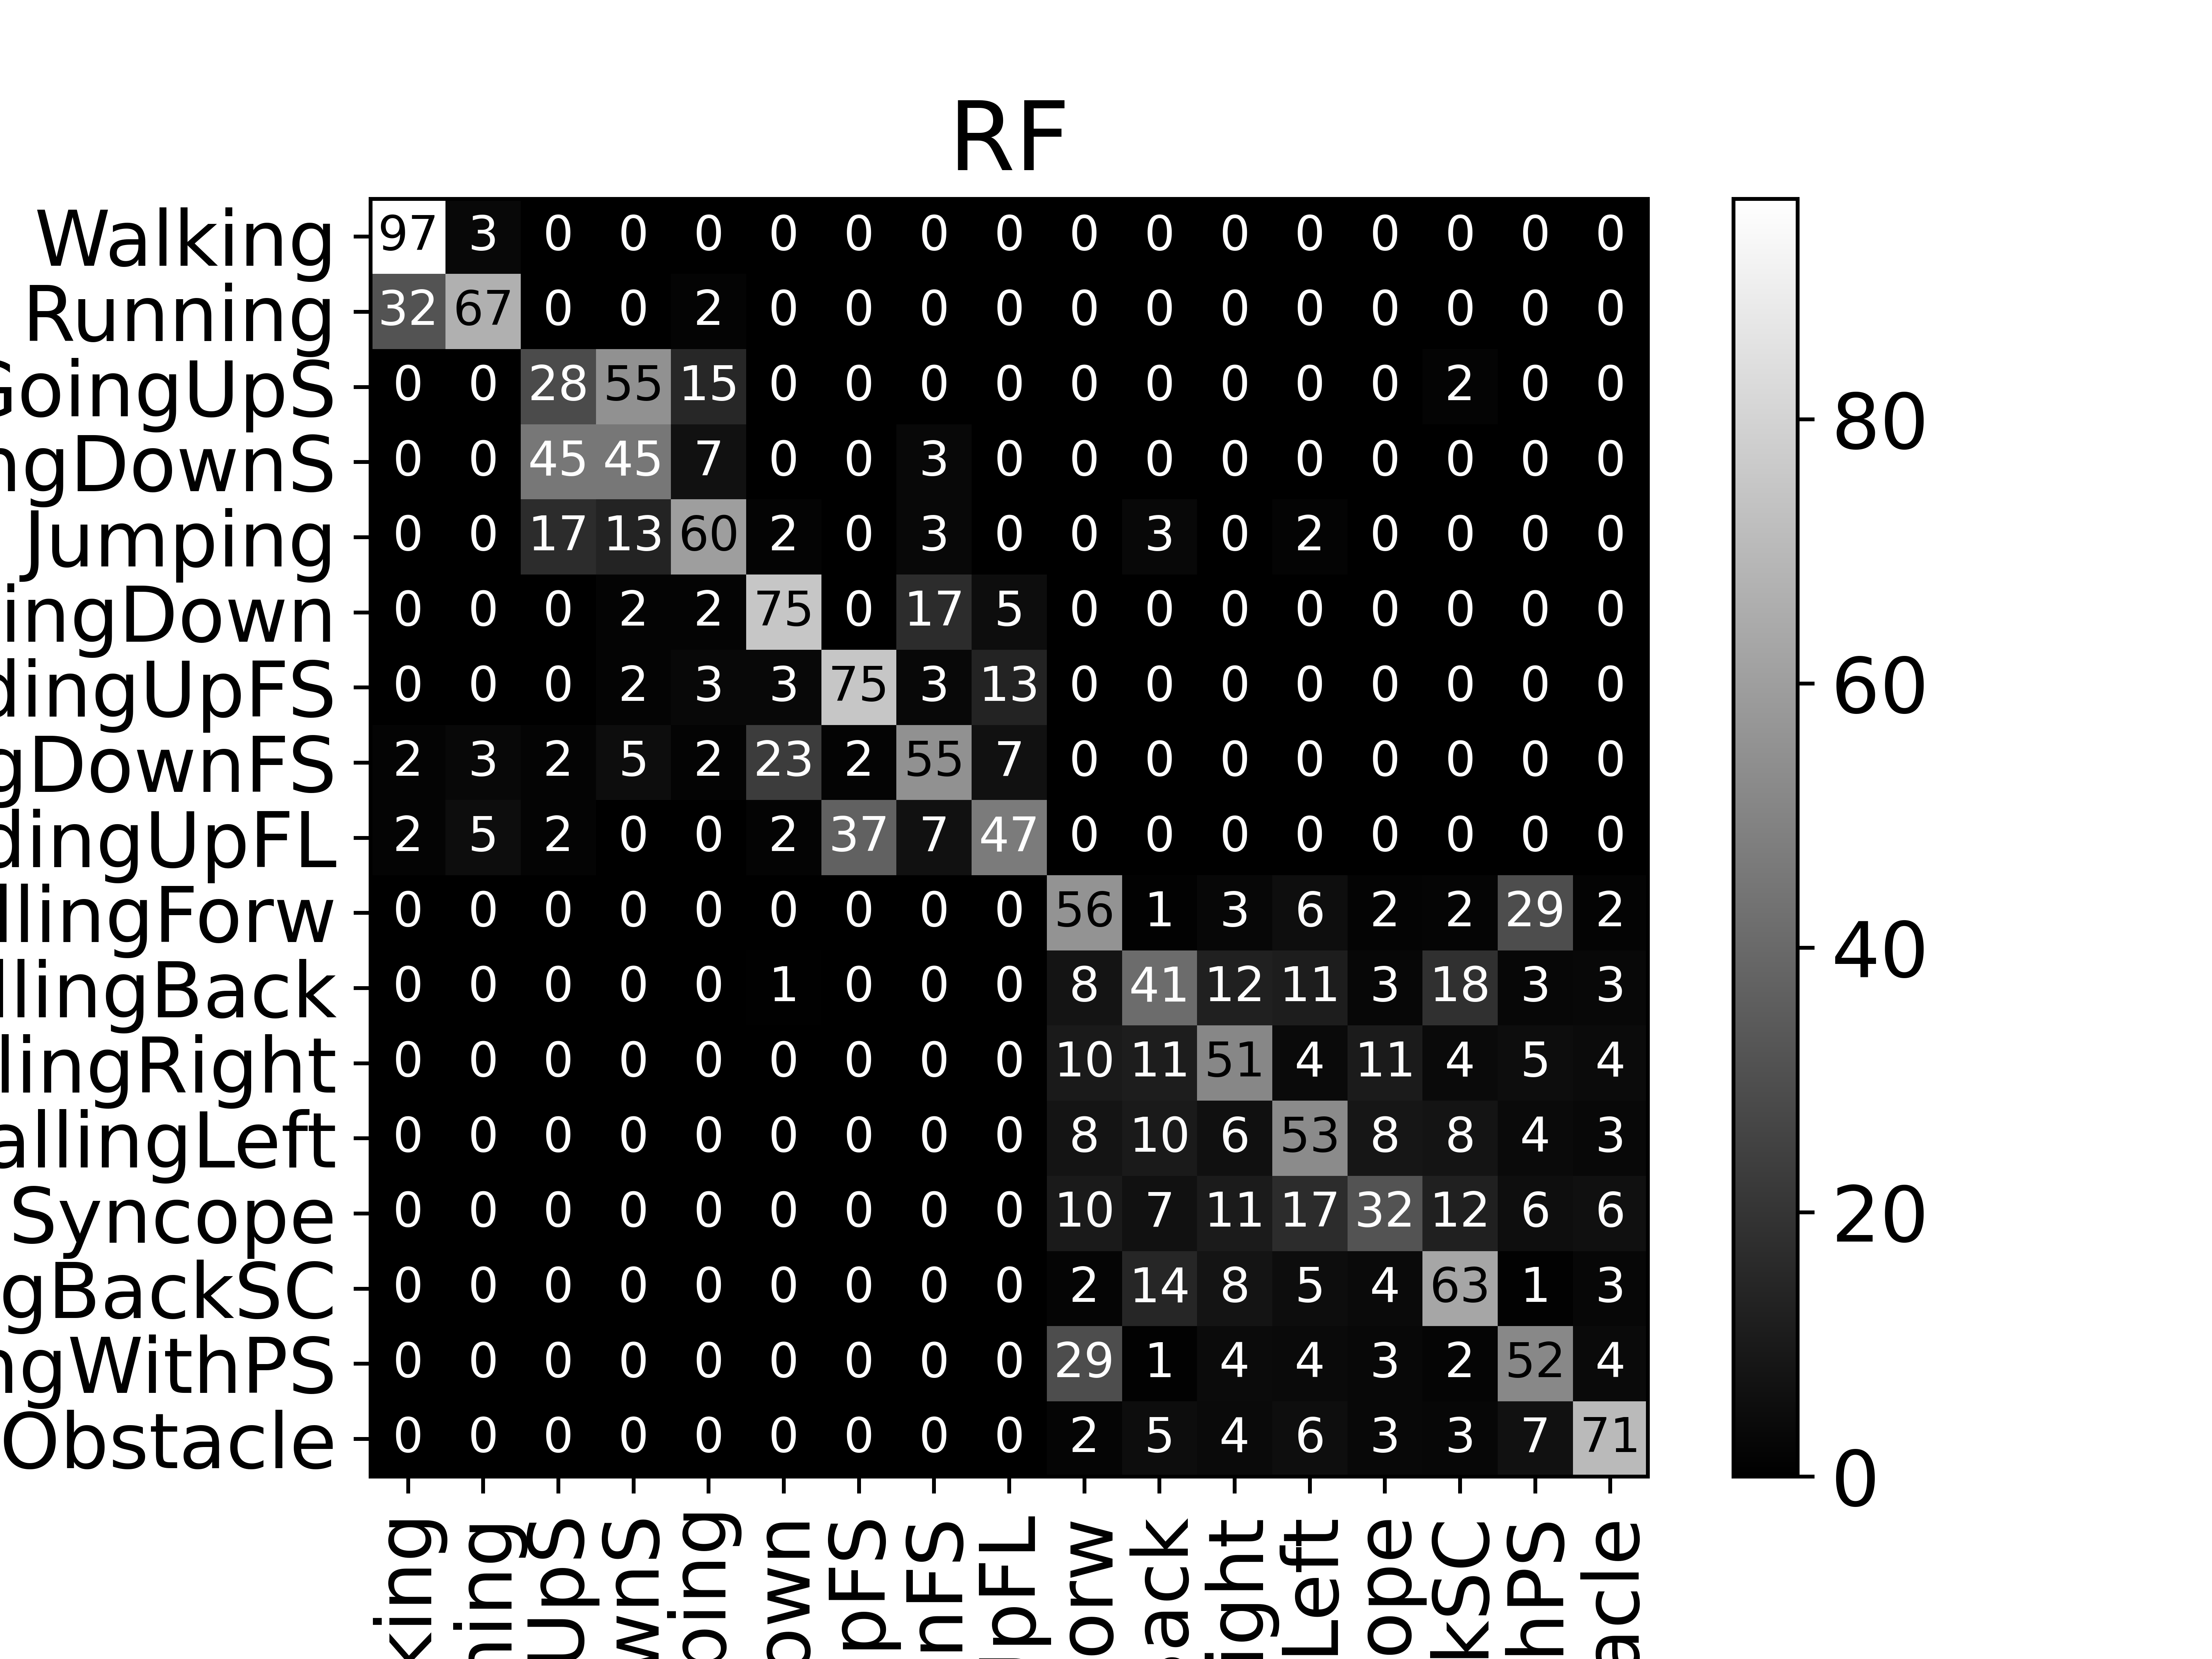 RF
Walking 97 3 0 0 0 0 0 0 0 0 0 0 0 0 0 0 0
Running 32 67 0 0 2 0 0 0 0 0 0 0 0 0 0 0 0
GoingUpS 0 0 28 55 15 0 0 0 0 0 0 0 0 0 2 0 0
ngDownS 0 0 45 45 7 0 0 3 0 0 0 0 0 0 0 0 0
Jumping 0 0 17 13 60 2 0 3 0 0 3 0 2 0 0 0 0
ingDown 0 0 0 2 2 75 0 17 5 0 0 0 0 0 0 0 0
dingUpFS 0 0 0 2 3 3 75 3 13 0 0 0 0 0 0 0 0
gDownFS 2 3 2 5 2 23 2 55 7 0 0 0 0 0 0 0 0
dingUpFL 2 5 2 0 0 2 37 7 47 0 0 0 0 0 0 0 0
llingForw 0 0 0 0 0 0 0 0 0 56 1 3 6 2 2 29 2
llingBack 0 0 0 0 0 1 0 0 0 8 41 12 11 3 18 3 3
lingRight 0 0 0 0 0 0 0 0 0 10 11 51 4 11 4 5 4
allingLeft 0 0 0 0 0 0 0 0 0 8 10 6 53 8 8 4 3
Syncope 0 0 0 0 0 0 0 0 0 10 7 11 17 32 12 6 6
gBackSC 0 0 0 0 0 0 0 0 0 2 14 8 5 4 63 1 3
ngWithPS 0 0 0 0 0 0 0 0 0 29 1 4 4 3 2 52 4
Obstacle 0 0 0 0 0 0 0 0 0 2 5 4 6 3 3 7 71
king
ning
UpS
wnS
ping
own
pFS
nFS
UpFL
orw
ack
ight
Left
ope
kSC
hPS
acle
80
60
40
20
0